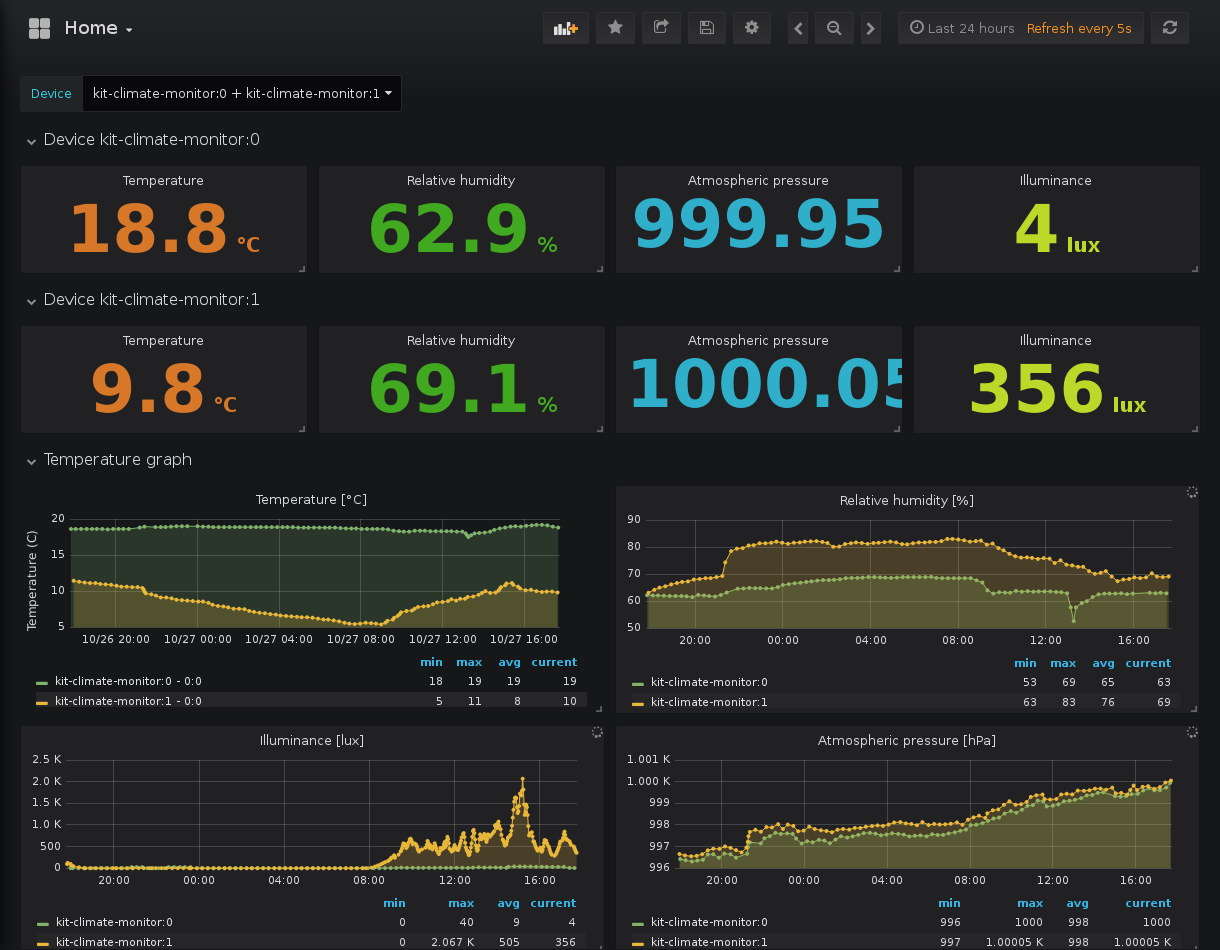 Home
Last 24 hours Refresh every 5s
Device kit-climate-monitor:0 + kit-climate-monitor:1
Device kit-climate-monitor:0
Temperature Relative humidity Atmospheric pressure Illuminance
18.8 °C 62.9 % 999.95 4 lux
Device kit-climate-monitor:1
Temperature Relative humidity Atmospheric pressure Illuminance
9.8 °C 69.1 % 1000.05 356 lux
Temperature graph
Temperature [°C]
Temperature (C)
20
15
10
5
10/26 20:00 10/27 00:00 10/27 04:00 10/27 08:00 10/27 12:00 10/27 16:00
min max avg current
kit-climate-monitor:0 - 0:0 18 19 19 19
kit-climate-monitor:1 - 0:0 5 11 8 10
Relative humidity [%]
90
80
70
60
50
20:00 00:00 04:00 08:00 12:00 16:00
min max avg current
kit-climate-monitor:0 53 69 65 63
kit-climate-monitor:1 63 83 76 69
Illuminance [lux]
2.5 K
2.0 K
1.5 K
1.0 K
500
0
20:00 00:00 04:00 08:00 12:00 16:00
min max avg current
kit-climate-monitor:0 0 40 9 4
kit-climate-monitor:1 0 2.067 K 505 356
Atmospheric pressure [hPa]
1.001 K
1.000 K
999
998
997
996
20:00 00:00 04:00 08:00 12:00 16:00
min max avg current
kit-climate-monitor:0 996 1000 998 1000
kit-climate-monitor:1 997 1.00005 K 998 1.00005 K